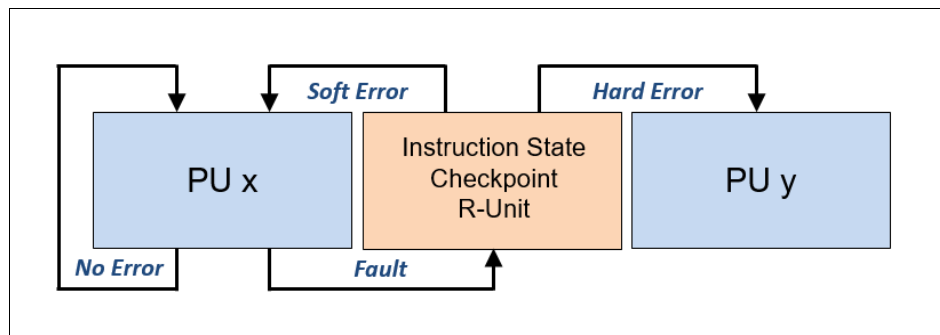 Soft Error
Hard Error
PU x
Instruction State
Checkpoint
R-Unit
PU y
No Error
Fault